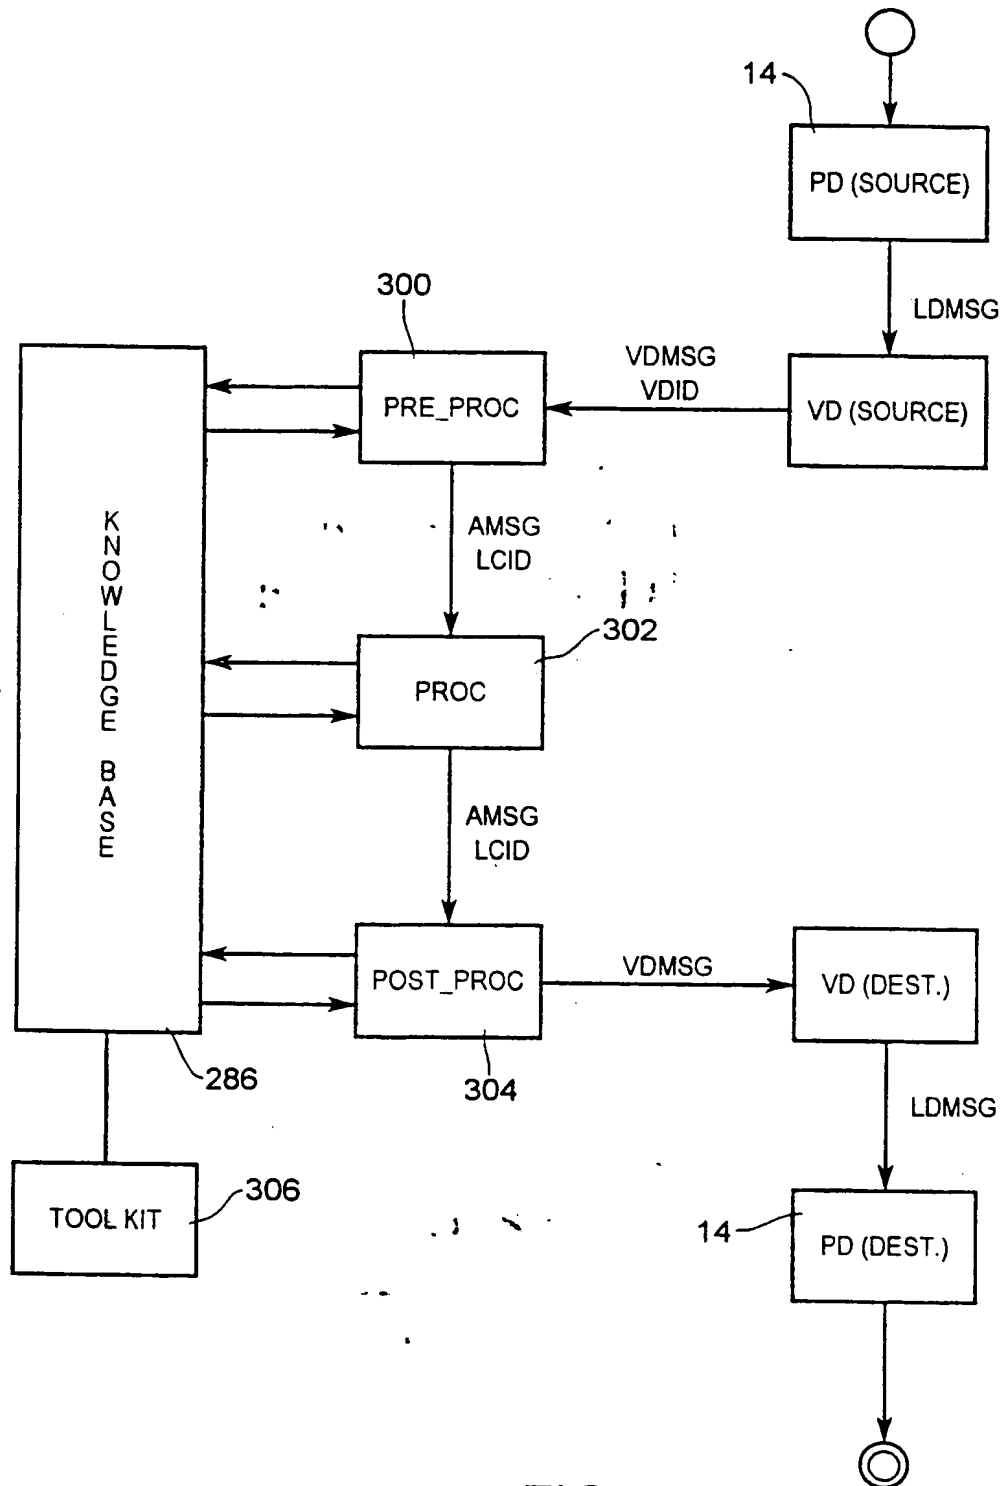 14
PD (SOURCE)
LDMSG
300
VDMSG
VDID
PRE_PROC
VD (SOURCE)
KNOWLEDGE BASE
AMSG
LCID
302
PROC
AMSG
LCID
POST_PROC
VDMSG
VD (DEST.)
286
304
LDMSG
TOOL KIT
306
14
PD (DEST.)